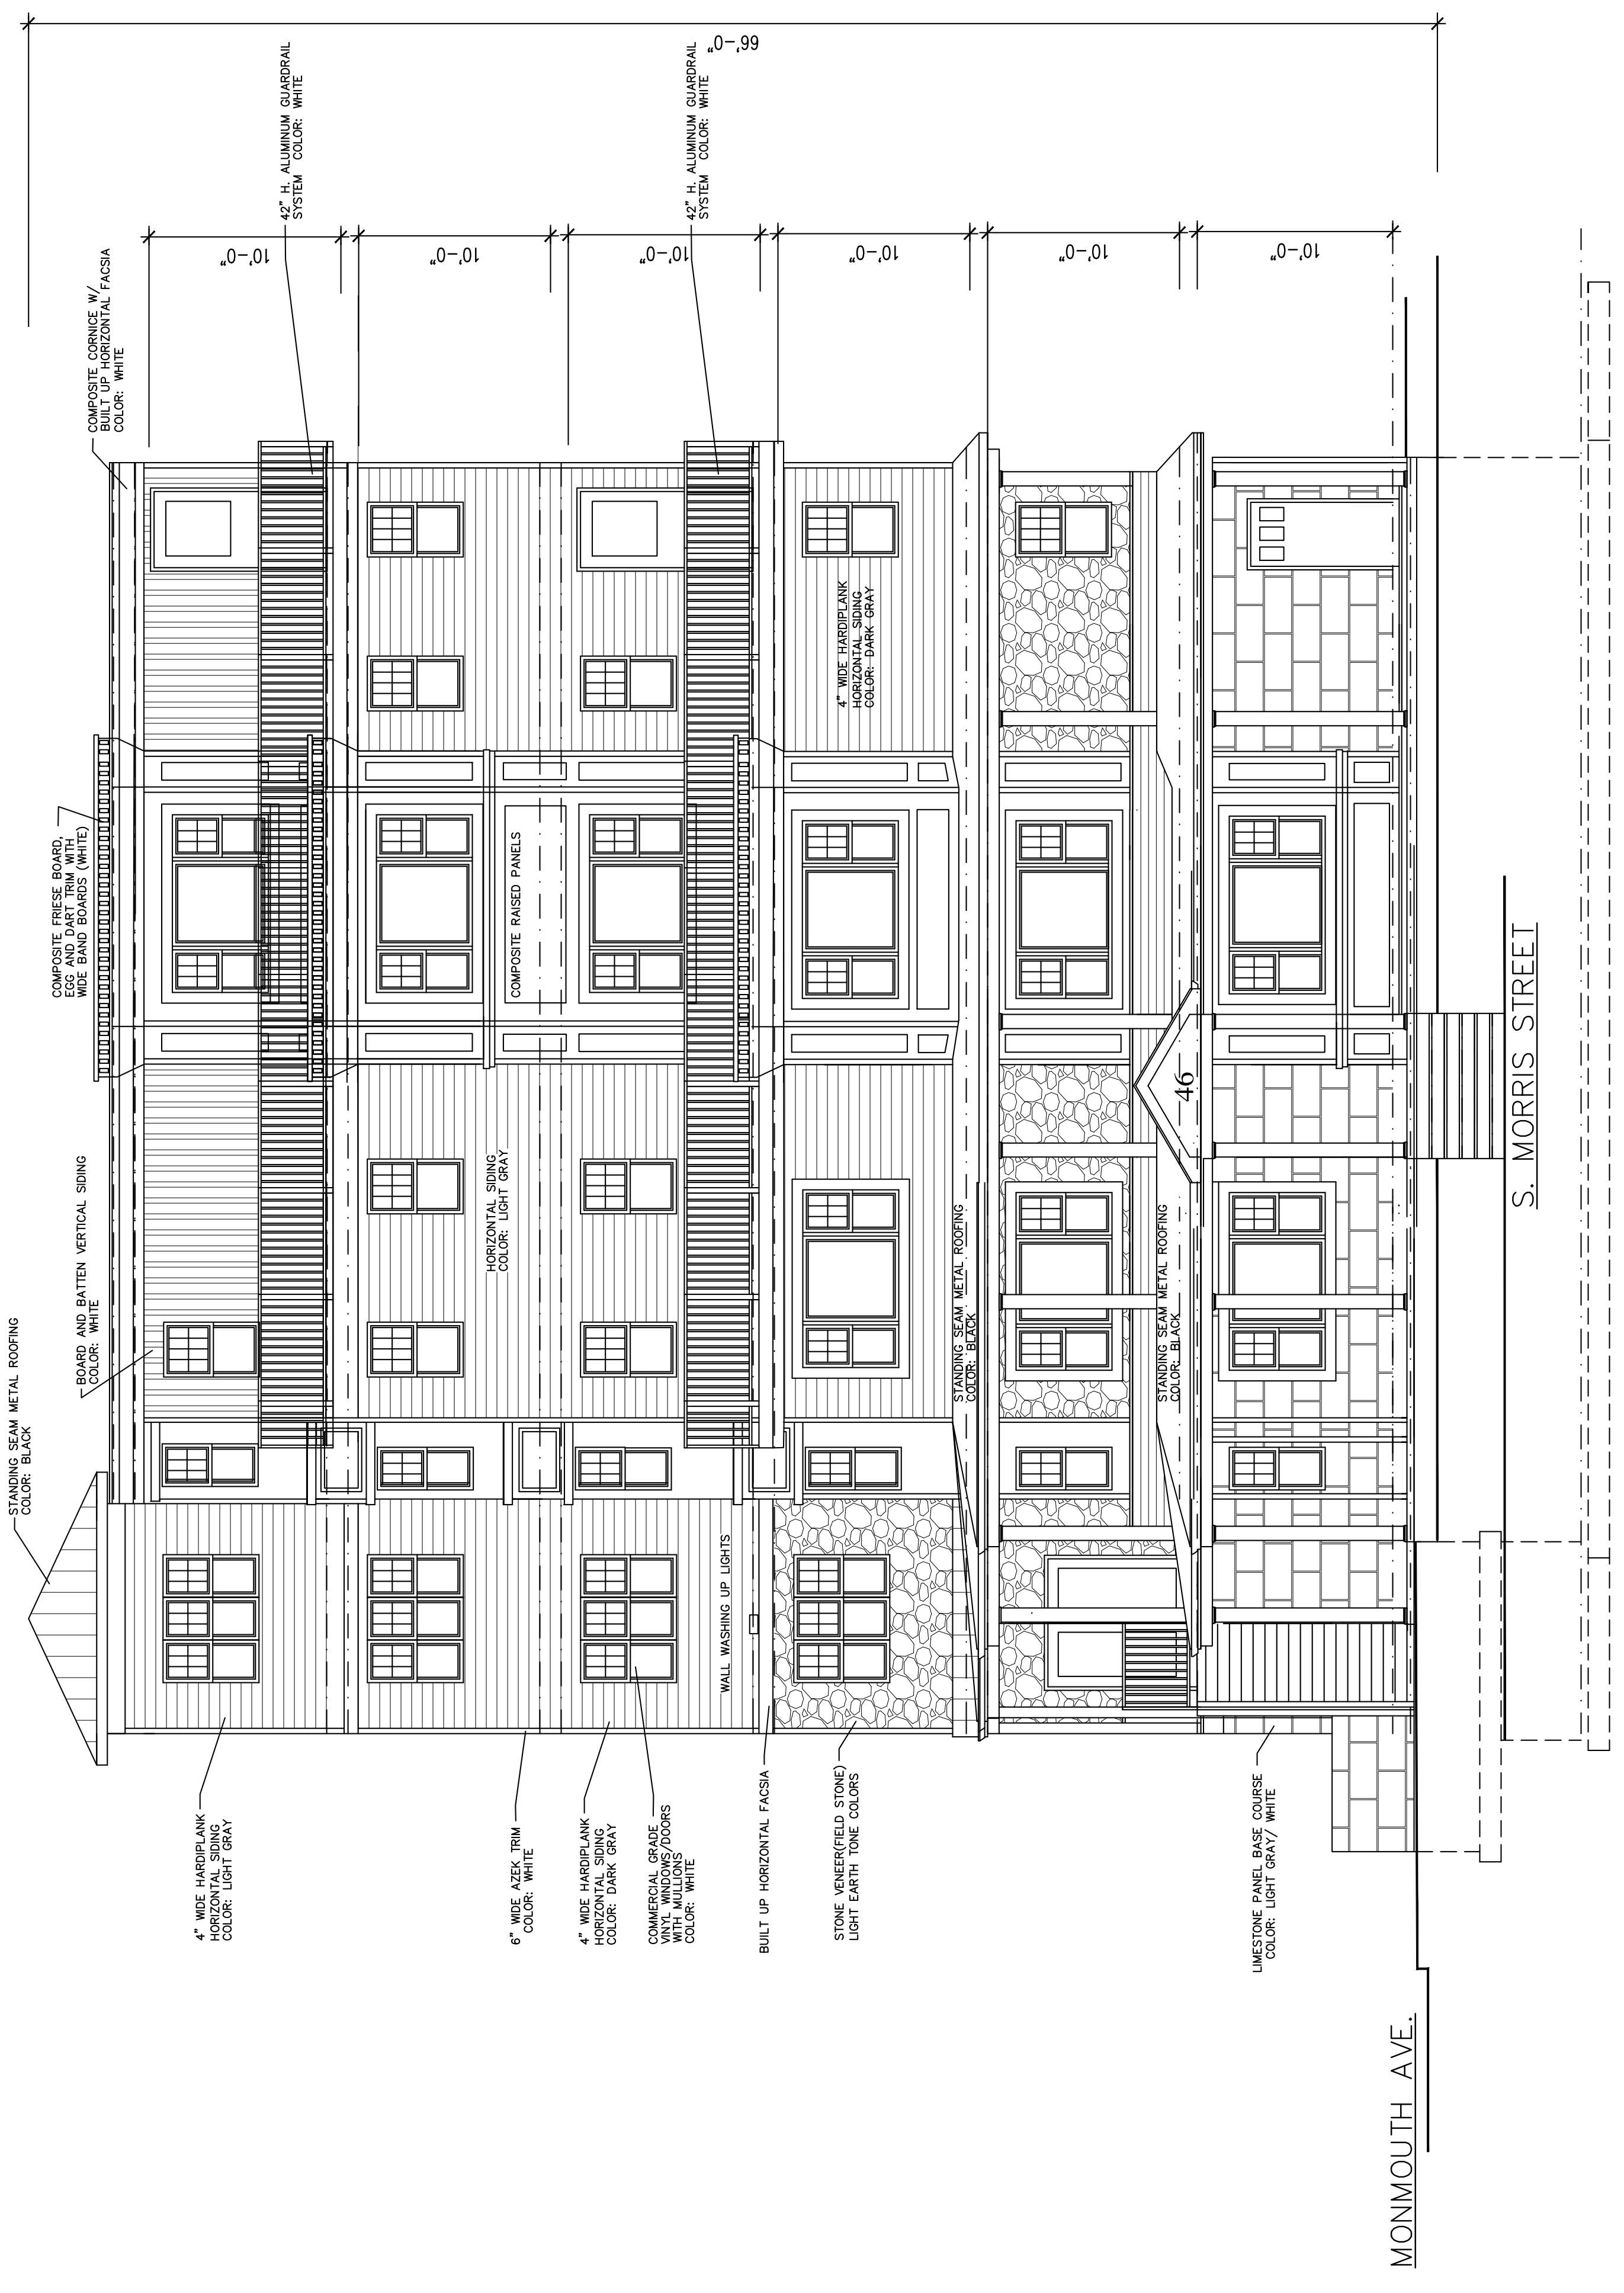 STANDING SEAM METAL ROOFING
COLOR: BLACK
BOARD AND BATTEN VERTICAL SIDING
COLOR: WHITE
COMPOSITE FRIESE BOARD,
EGG AND DART TRIM WITH
WIDE BAND BOARDS (WHITE)
COMPOSITE CORNICE W/
BUILT UP HORIZONTAL FACSIA
COLOR: WHITE
42" H. ALUMINUM GUARDRAIL
SYSTEM COLOR: WHITE
42" H. ALUMINUM GUARDRAIL
SYSTEM COLOR: WHITE
66'-0"
10'-0"
10'-0"
10'-0"
10'-0"
10'-0"
10'-0"
4" WIDE HARDIPLANK
HORIZONTAL SIDING
COLOR: LIGHT GRAY
6" WIDE AZEK TRIM
COLOR: WHITE
4" WIDE HARDIPLANK
HORIZONTAL SIDING
COLOR: DARK GRAY
COMMERCIAL GRADE
VINYL WINDOWS/DOORS
WITH MULLIONS
COLOR: WHITE
BUILT UP HORIZONTAL FACSIA
STONE VENEER(FIELD STONE)
LIGHT EARTH TONE COLORS
LIMESTONE PANEL BASE COURSE
COLOR: LIGHT GRAY/ WHITE
HORIZONTAL SIDING
COLOR: LIGHT GRAY
COMPOSITE RAISED PANELS
WALL WASHING UP LIGHTS
4" WIDE HARDIPLANK
HORIZONTAL SIDING
COLOR: DARK GRAY
STANDING SEAM METAL ROOFING
COLOR: BLACK
STANDING SEAM METAL ROOFING
COLOR: BLACK
46
MONMOUTH AVE.
S. MORRIS STREET